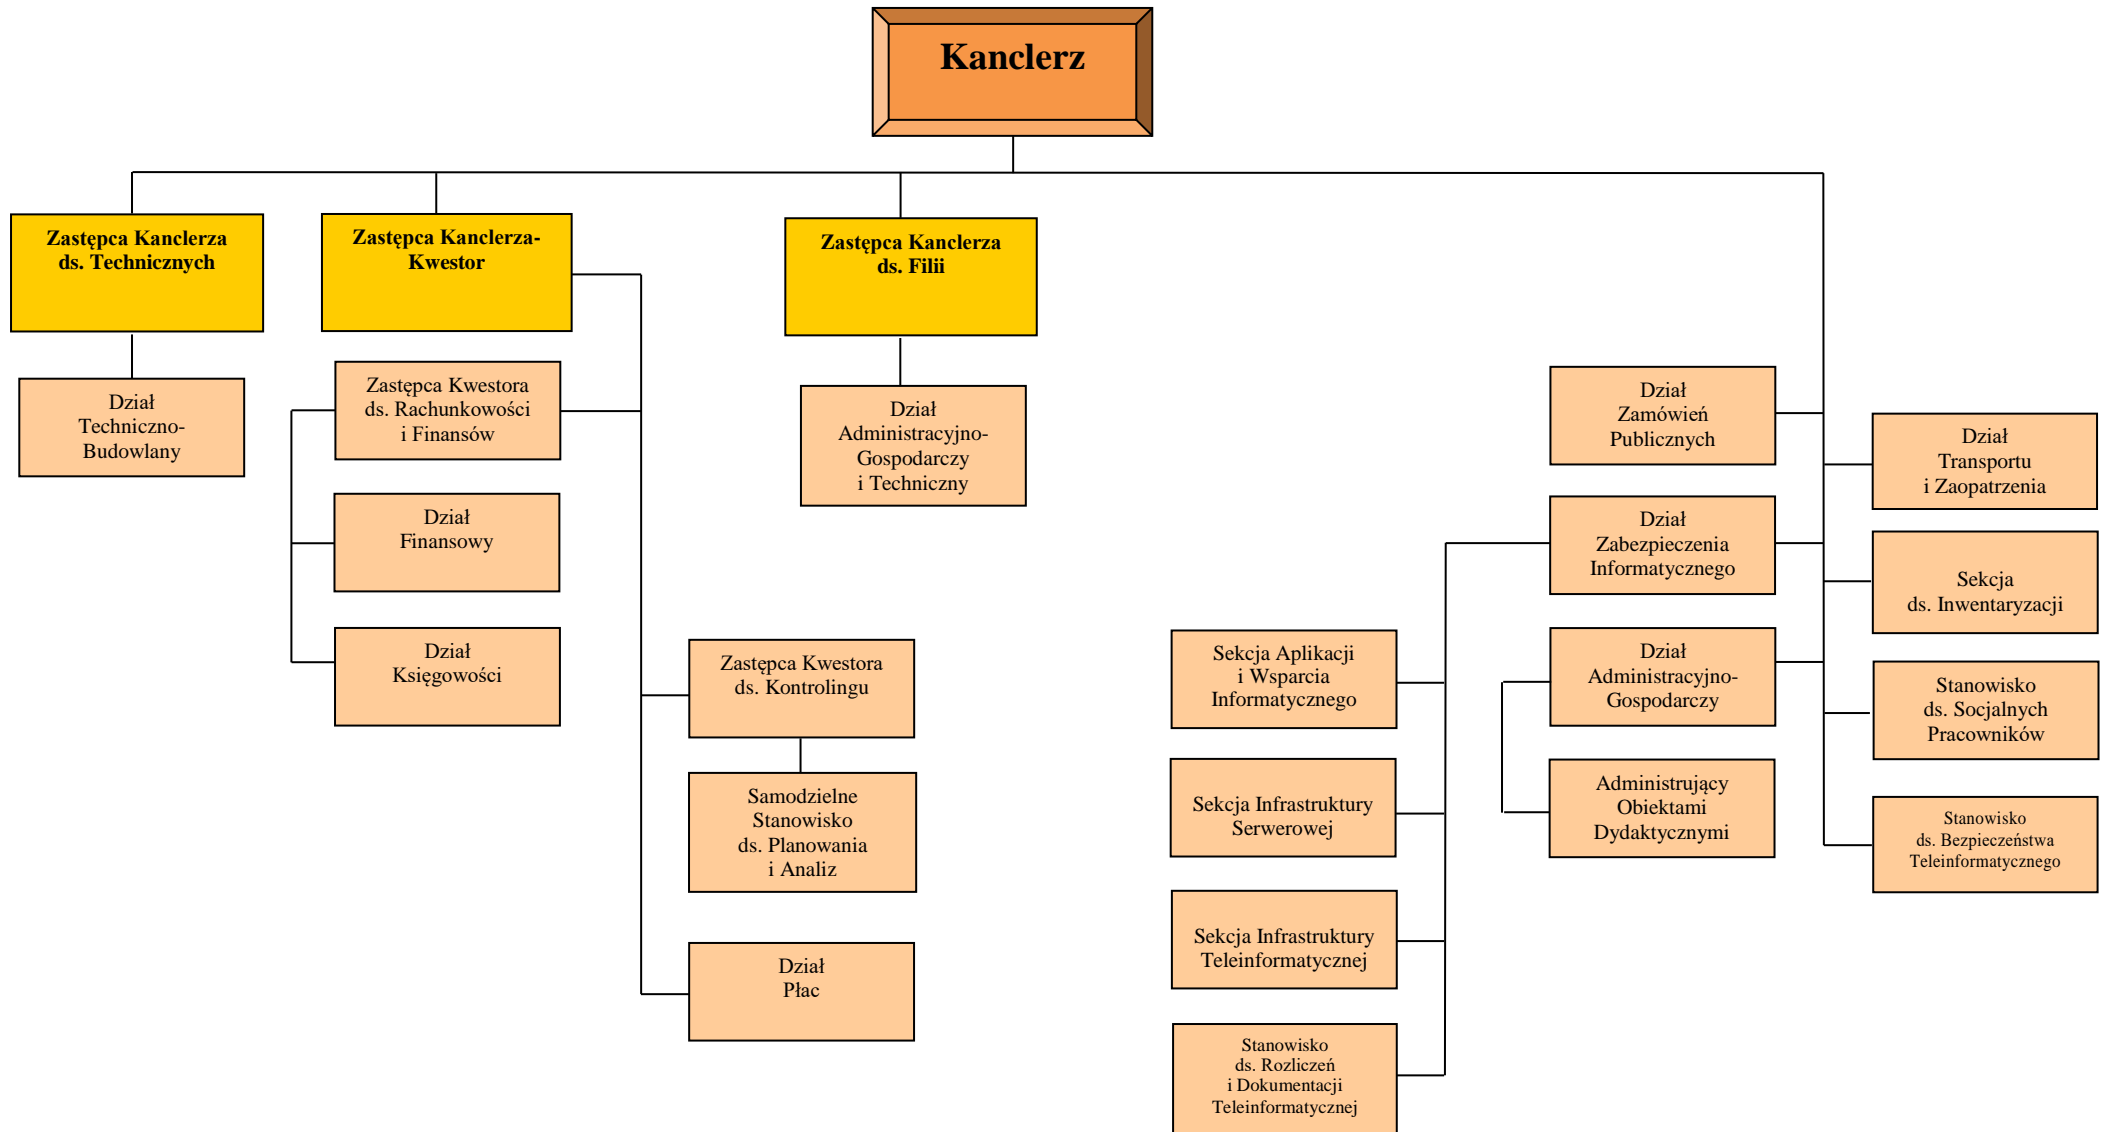 Kanclerz
Zastępca Kanclerza
ds. Technicznych
Zastępca Kanclerza-
Kwestor
Zastępca Kanclerza
ds. Filii
Dział
Techniczno-
Budowlany
Zastępca Kwestora
ds. Rachunkowości
i Finansów
Dział
Finansowy
Dział
Księgowości
Zastępca Kwestora
ds. Kontrolingu
Samodzielne
Stanowisko
ds. Planowania
i Analiz
Dział
Płac
Dział
Administracyjno-
Gospodarczy
i Techniczny
Dział
Zamówień
Publicznych
Dział
Zabezpieczenia
Informatycznego
Sekcja Aplikacji
i Wsparcia
Informatycznego
Sekcja Infrastruktury
Serwerowej
Sekcja Infrastruktury
Teleinformatycznej
Stanowisko
ds. Rozliczeń
i Dokumentacji
Teleinformatycznej
Dział
Administracyjno-
Gospodarczy
Administrujący
Obiektami
Dydaktycznymi
Dział
Transportu
i Zaopatrzenia
Sekcja
ds. Inwentaryzacji
Stanowisko
ds. Socjalnych
Pracowników
Stanowisko
ds. Bezpieczeństwa
Teleinformatycznego